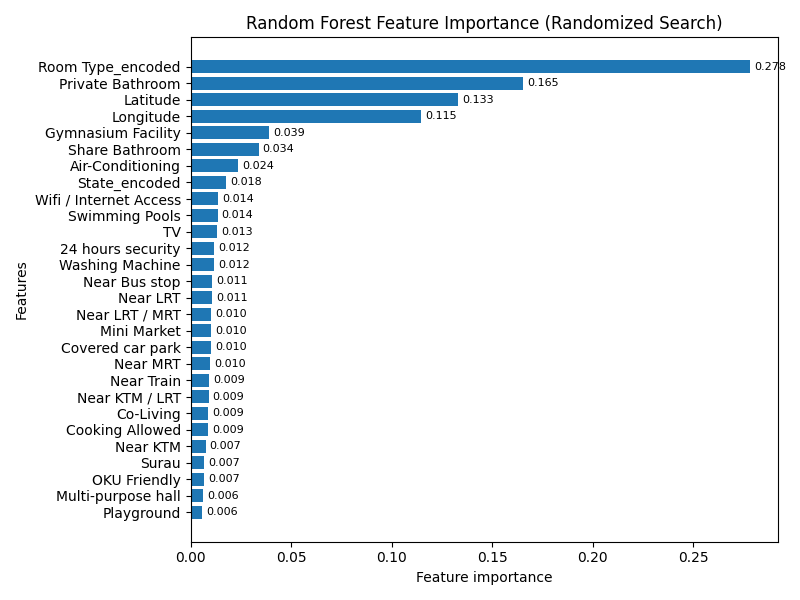 Random Forest Feature Importance (Randomized Search)
Features
Room Type_encoded 0.278
Private Bathroom 0.165
Latitude 0.133
Longitude 0.115
Gymnasium Facility 0.039
Share Bathroom 0.034
Air-Conditioning 0.024
State_encoded 0.018
Wifi / Internet Access 0.014
Swimming Pools 0.014
TV 0.013
24 hours security 0.012
Washing Machine 0.012
Near Bus stop 0.011
Near LRT 0.011
Near LRT / MRT 0.010
Mini Market 0.010
Covered car park 0.010
Near MRT 0.010
Near Train 0.009
Near KTM / LRT 0.009
Co-Living 0.009
Cooking Allowed 0.009
Near KTM 0.007
Surau 0.007
OKU Friendly 0.007
Multi-purpose hall 0.006
Playground 0.006
0.00 0.05 0.10 0.15 0.20 0.25
Feature importance